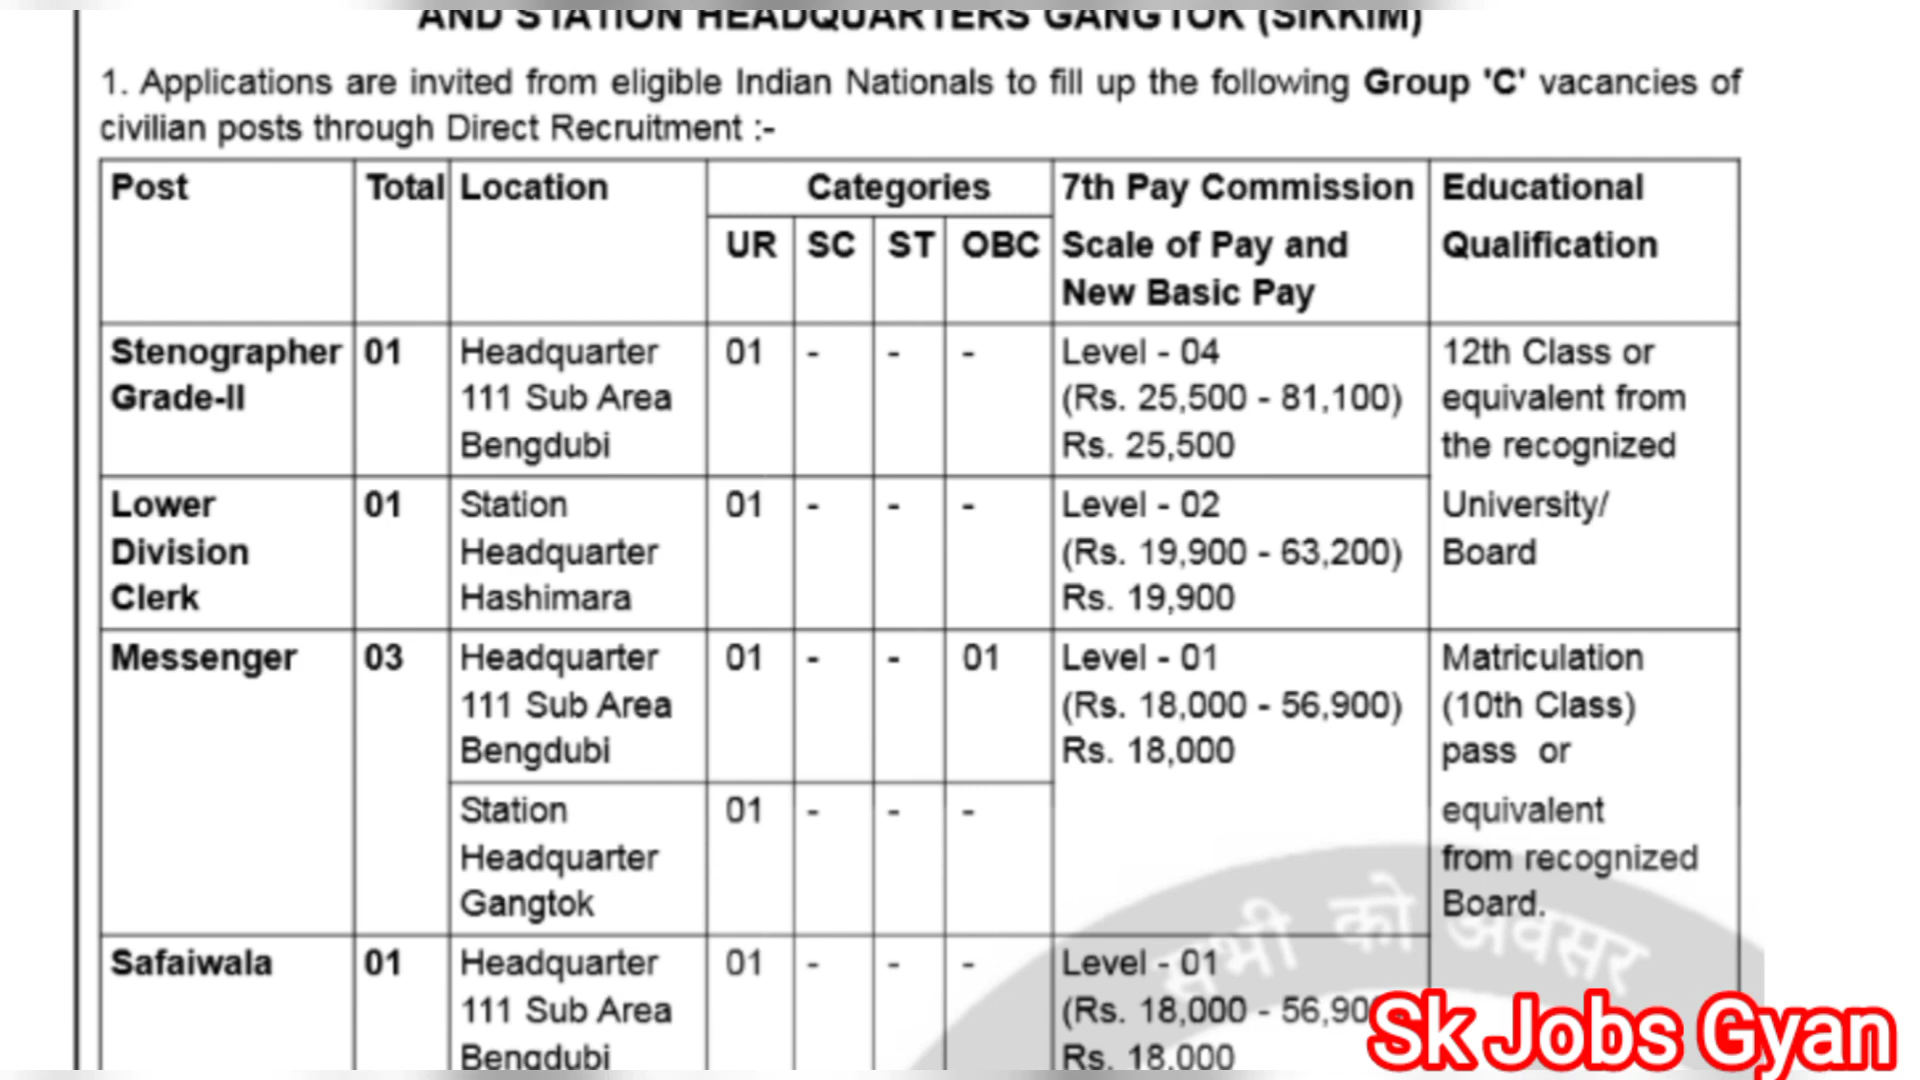 AND STATION HEADQUARTERS GANGTOK (SIKKIM)
1. Applications are invited from eligible Indian Nationals to fill up the following Group 'C' vacancies of
civilian posts through Direct Recruitment :-
Post Total Location Categories 7th Pay Commission Educational
UR SC ST OBC Scale of Pay and Qualification
New Basic Pay
Stenographer 01 Headquarter 01 - - - Level - 04 12th Class or
Grade-II 111 Sub Area (Rs. 25,500 - 81,100) equivalent from
Bengdubi Rs. 25,500 the recognized
Lower 01 Station 01 - - - Level - 02 University/
Division Headquarter (Rs. 19,900 - 63,200) Board
Clerk Hashimara Rs. 19,900
Messenger 03 Headquarter 01 - - 01 Level - 01 Matriculation
111 Sub Area (Rs. 18,000 - 56,900) (10th Class)
Bengdubi Rs. 18,000 pass or
Station 01 - - - equivalent
Headquarter from recognized
Gangtok Board.
सभी को अवसर
Safaiwala 01 Headquarter 01 - - - Level - 01
111 Sub Area (Rs. 18,000 - 56,90
Bengdubi Rs. 18,000
Sk Jobs Gyan